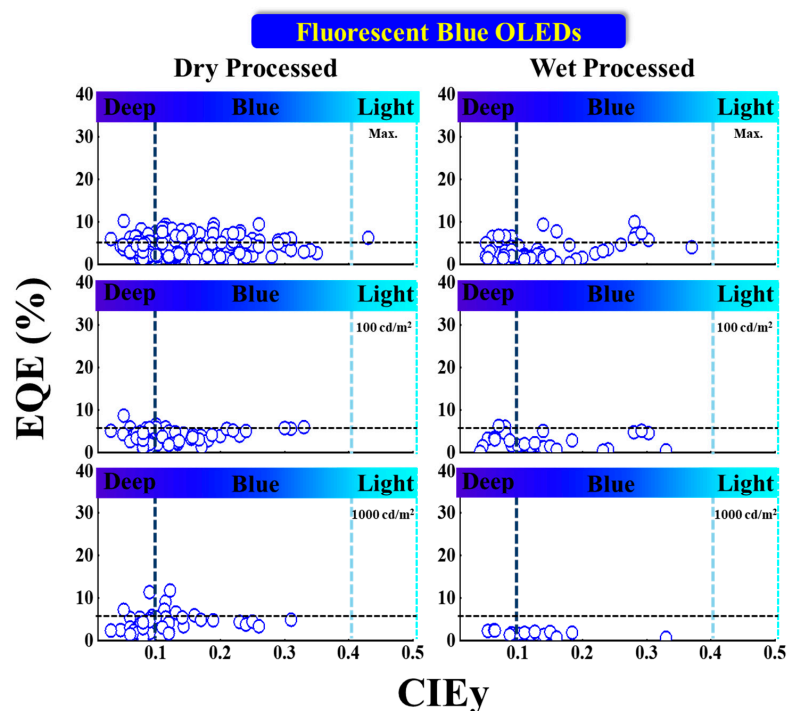 Fluorescent Blue OLEDs
Dry Processed
Wet Processed
EQE (%)
40
Deep
Blue
Light
30
Max.
20
10
0
40
Deep
Blue
Light
30
100 cd/m²
20
10
0
40
Deep
Blue
Light
30
1000 cd/m²
20
10
0
0.1
0.2
0.3
0.4
0.5
40
Deep
Blue
Light
30
Max.
20
10
0
40
Deep
Blue
Light
30
100 cd/m²
20
10
0
40
Deep
Blue
Light
30
1000 cd/m²
20
10
0
0.1
0.2
0.3
0.4
0.5
CIEy